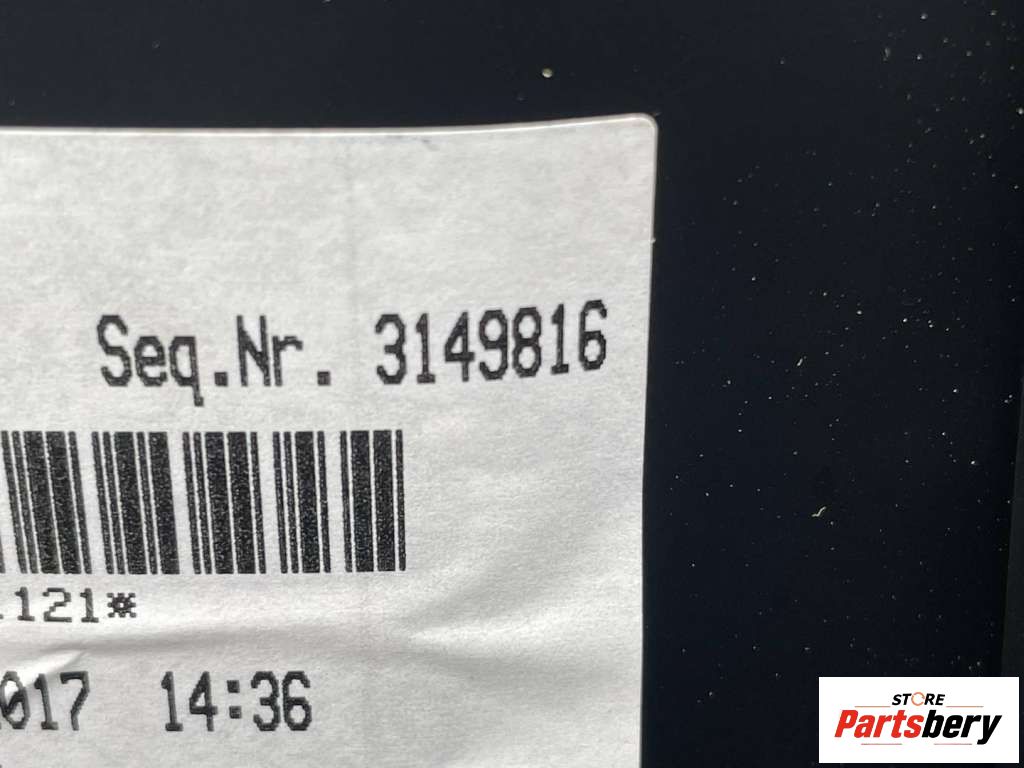 Seq.Nr. 3149816
121*
017 14:36
STORE
Partsbery